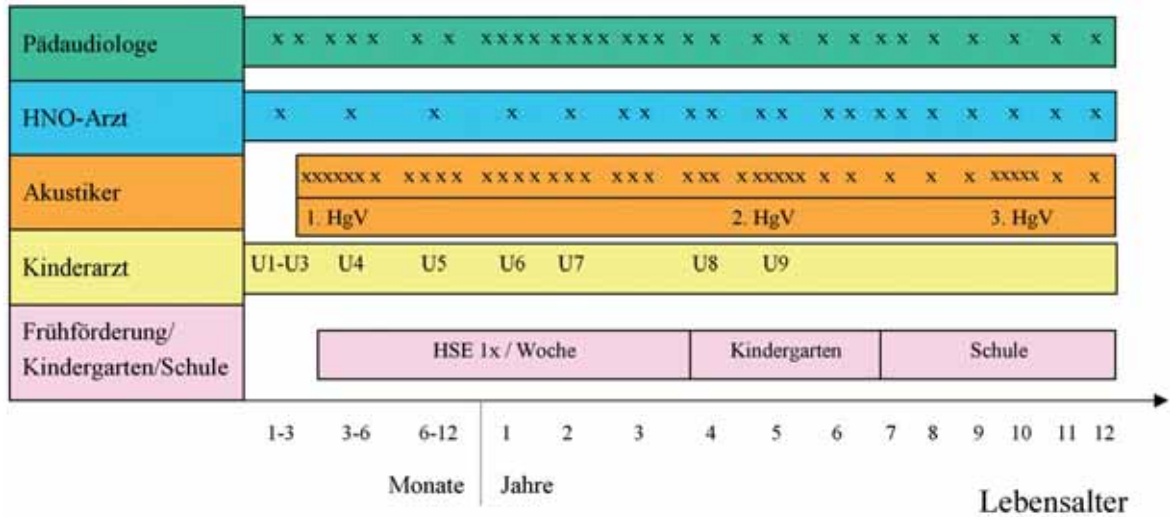 Pädaudiologe x x x x x x x x x x x x x x x x x x x x x x x x x x x x x x x x
HNO-Arzt x x x x x x x x x x x x x x x x x x x
Akustiker xxxxxx x x x x x x x x x x x x x x x x xx x xxxxx x x x x x xxxxx x x
1. HgV 2. HgV 3. HgV
Kinderarzt U1-U3 U4 U5 U6 U7 U8 U9
Frühförderung/
Kindergarten/Schule
HSE 1x / Woche Kindergarten Schule
1-3 3-6 6-12 1 2 3 4 5 6 7 8 9 10 11 12
Monate Jahre
Lebensalter